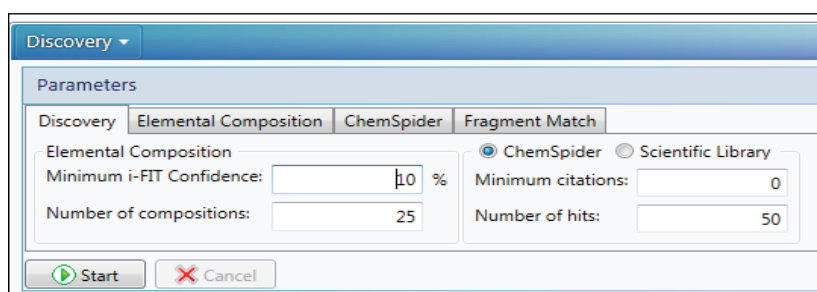 Discovery
Parameters
Discovery Elemental Composition ChemSpider Fragment Match
Elemental Composition ChemSpider Scientific Library
Minimum i-FIT Confidence: 10 % Minimum citations: 0
Number of compositions: 25 Number of hits: 50
Start Cancel